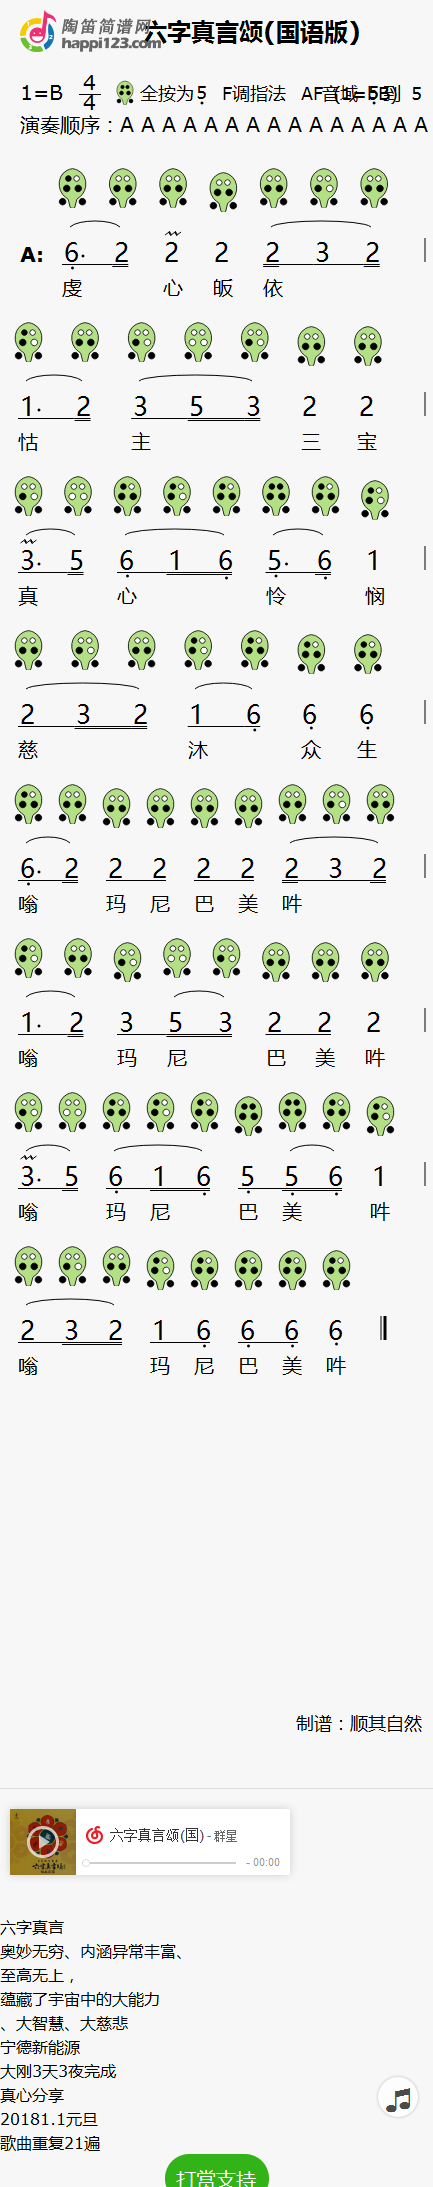 陶笛简谱网
happi123.com
六字真言颂(国语版)
1=B 4/4 全按为5 F调指法 AF
演奏顺序：A A A A A A A A A A A A A A A
A: 6· 2 2 2 2 3 2
虔 心 皈 依
1· 2 3 5 3 2 2
怙 主 三 宝
3· 5 6 1 6 5· 6 1
真 心 怜 悯
2 3 2 1 6 6 6
慈 沐 众 生
6· 2 2 2 2 2 2 3 2
嗡 玛 尼 巴 美 吽
1· 2 3 5 3 2 2 2
嗡 玛 尼 巴 美 吽
3· 5 6 1 6 5 5 6 1
嗡 玛 尼 巴 美 吽
2 3 2 1 6 6 6 6
嗡 玛 尼 巴 美 吽
制谱：顺其自然
六字真言颂(国) - 群星
- 00:00
六字真言
奥妙无穷、内涵异常丰富、
至高无上，
蕴藏了宇宙中的大能力
、大智慧、大慈悲
宁德新能源
大刚3天3夜完成
真心分享
20181.1元旦
歌曲重复21遍
打赏支持